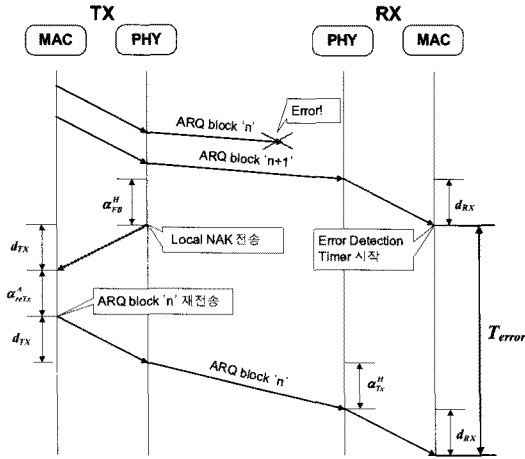 TX
RX
MAC
PHY
PHY
MAC
ARQ block 'n'
Error!
ARQ block 'n+1'
α^H_FB
d_RX
d_TX
Local NAK 전송
Error Detection
Timer 시작
α^A_reTx
ARQ block 'n' 재전송
T_error
d_TX
ARQ block 'n'
α^H_Tx
d_RX